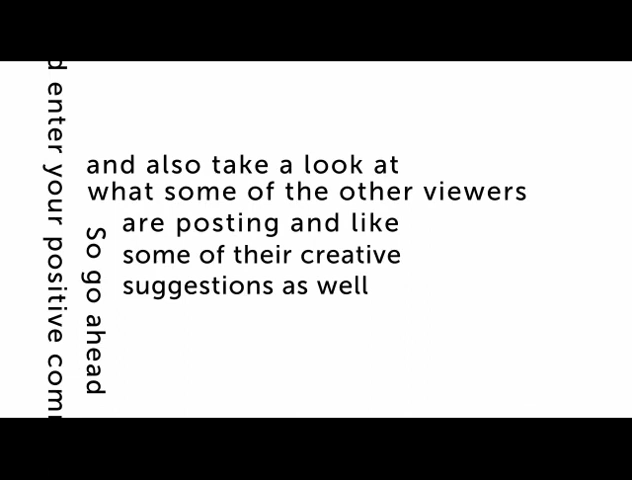 d enter your positive com
So go ahead
and also take a look at
what some of the other viewers
are posting and like
some of their creative
suggestions as well